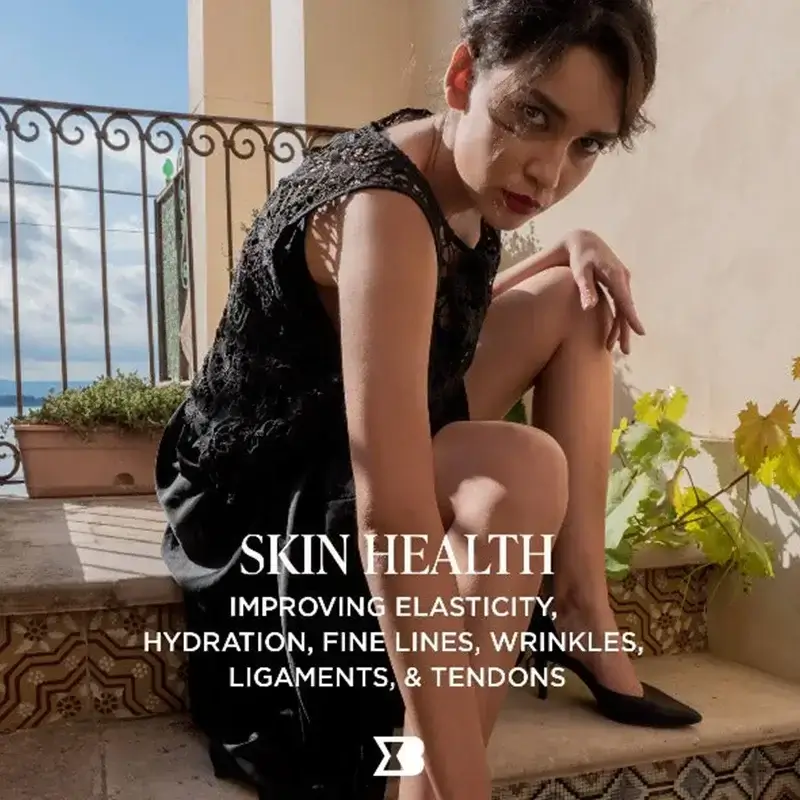 SKIN HEALTH
IMPROVING ELASTICITY,
HYDRATION, FINE LINES, WRINKLES,
LIGAMENTS, & TENDONS